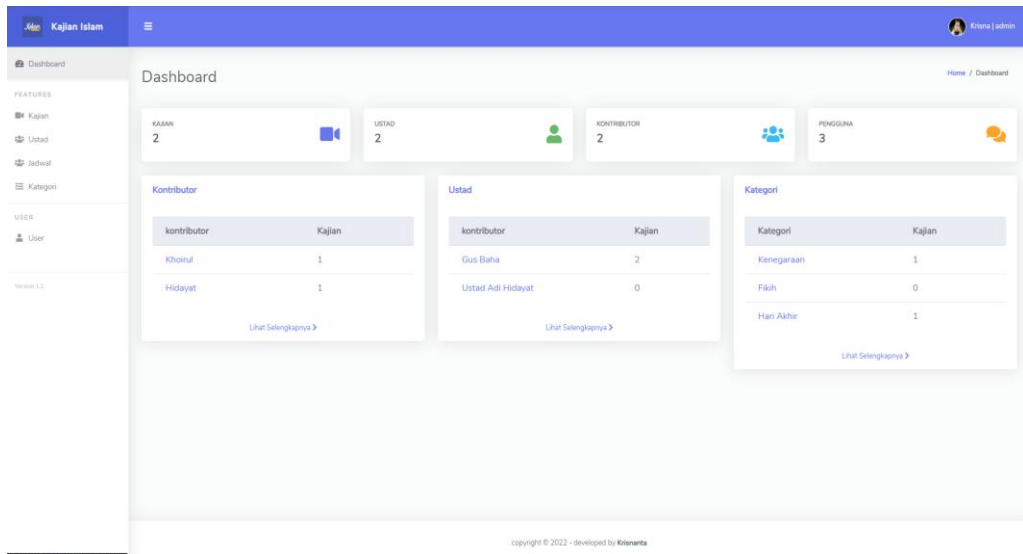 Kajian Islam
Krisna | admin
Dashboard
FEATURES
Kajian
Ustad
Jadwal
Kategori
USER
User
Version 1.1
Dashboard
Home / Dashboard
KAJIAN
2
USTAD
2
KONTRIBUTOR
2
PENGGUNA
3
Kontributor
kontributor Kajian
Khoirul 1
Hidayat 1
Lihat Selengkapnya
Ustad
kontributor Kajian
Gus Baha 2
Ustad Adi Hidayat 0
Lihat Selengkapnya
Kategori
Kategori Kajian
Kenegaraan 1
Fikih 0
Hari Akhir 1
Lihat Selengkapnya
copyright © 2022 - developed by Krisnanta